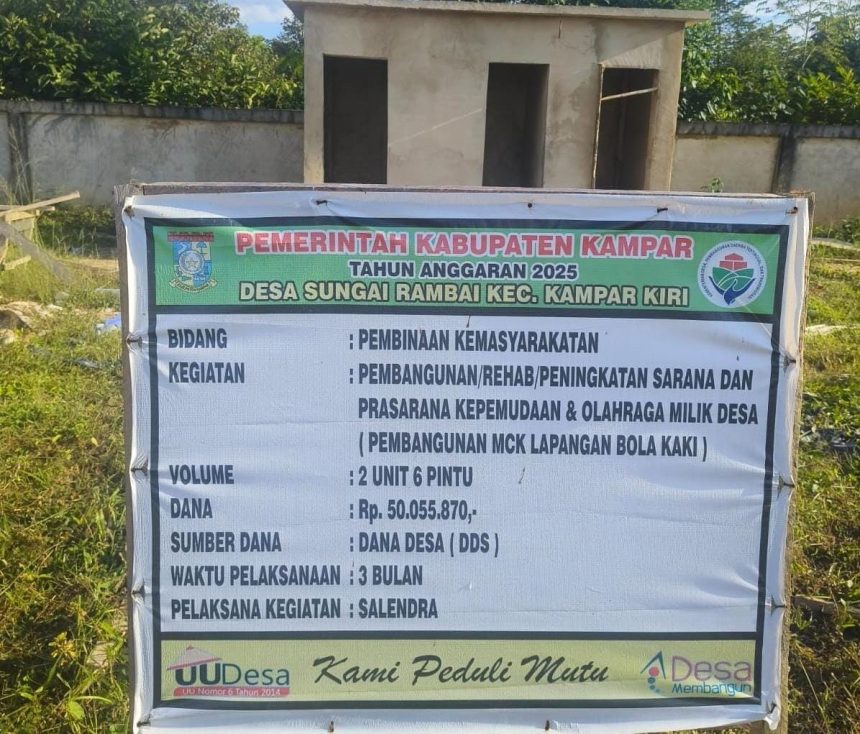 PEMERINTAH KABUPATEN KAMPAR
TAHUN ANGGARAN 2025
DESA SUNGAI RAMBAI KEC. KAMPAR KIRI
BIDANG : PEMBINAAN KEMASYARAKATAN
KEGIATAN : PEMBANGUNAN/REHAB/PENINGKATAN SARANA DAN
PRASARANA KEPEMUDAAN & OLAHRAGA MILIK DESA
( PEMBANGUNAN MCK LAPANGAN BOLA KAKI )
VOLUME : 2 UNIT 6 PINTU
DANA : Rp. 50.055.870,-
SUMBER DANA : DANA DESA ( DDS )
WAKTU PELAKSANAAN : 3 BULAN
PELAKSANA KEGIATAN : SALENDRA
UUDesa
UU Nomor 6 Tahun 2014
Kami Peduli Mutu
Desa
Membangun